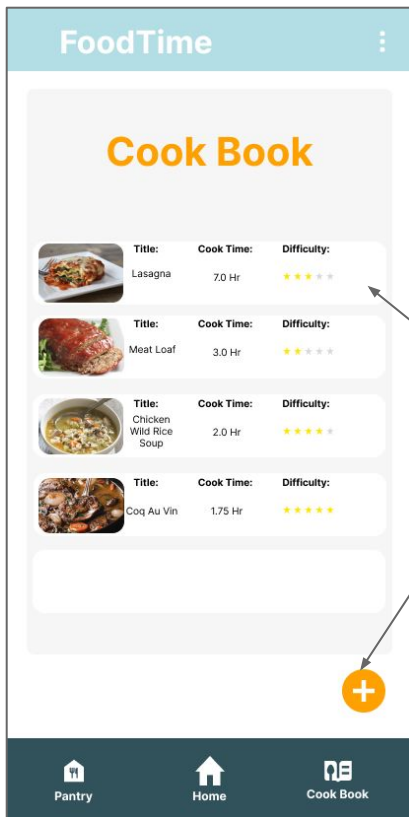 FoodTime
Cook Book
Title: Cook Time: Difficulty:
Lasagna 7.0 Hr
Title: Cook Time: Difficulty:
Meat Loaf 3.0 Hr
Title: Cook Time: Difficulty:
Chicken
Wild Rice 2.0 Hr
Soup
Title: Cook Time: Difficulty:
Coq Au Vin 1.75 Hr
Pantry Home Cook Book